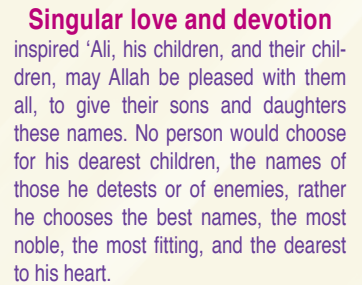 Singular love and devotion
inspired ‘Ali, his children, and their chil-
dren, may Allah be pleased with them
all, to give their sons and daughters
these names. No person would choose
for his dearest children, the names of
those he detests or of enemies, rather
he chooses the best names, the most
noble, the most fitting, and the dearest
to his heart.